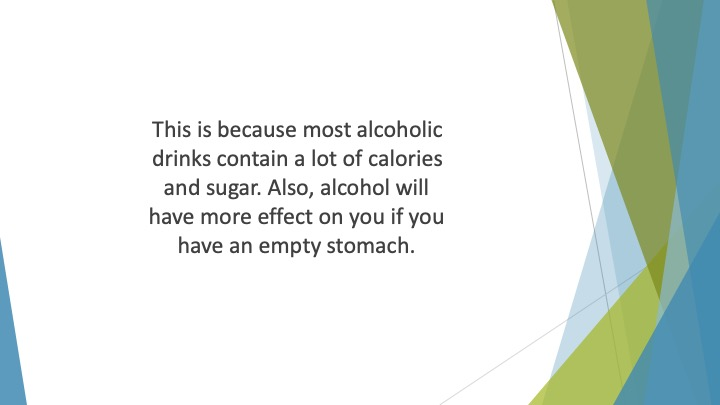 This is because most alcoholic
drinks contain a lot of calories
and sugar. Also, alcohol will
have more effect on you if you
have an empty stomach.